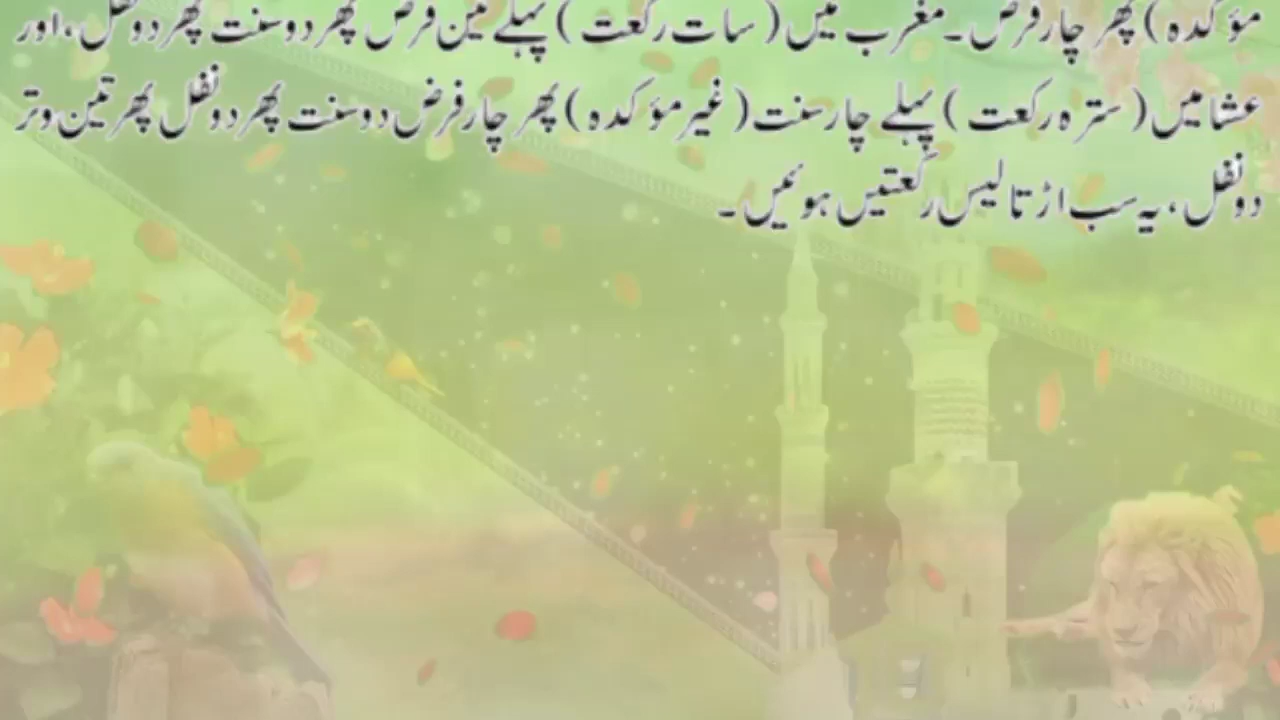 مؤکدہ ) پھر چار فرض۔ مغرب میں ( سات رکعت ) پہلے تین فرض پھر دو سنت پھر دو نفل، اور
عشا میں ( سترہ رکعت ) پہلے چار سنت ( غیر مؤکدہ ) پھر چار فرض دو سنت پھر دو نفل پھر تین وتر
دو نفل، یہ سب اڑتالیس رکعتیں ہوئیں۔